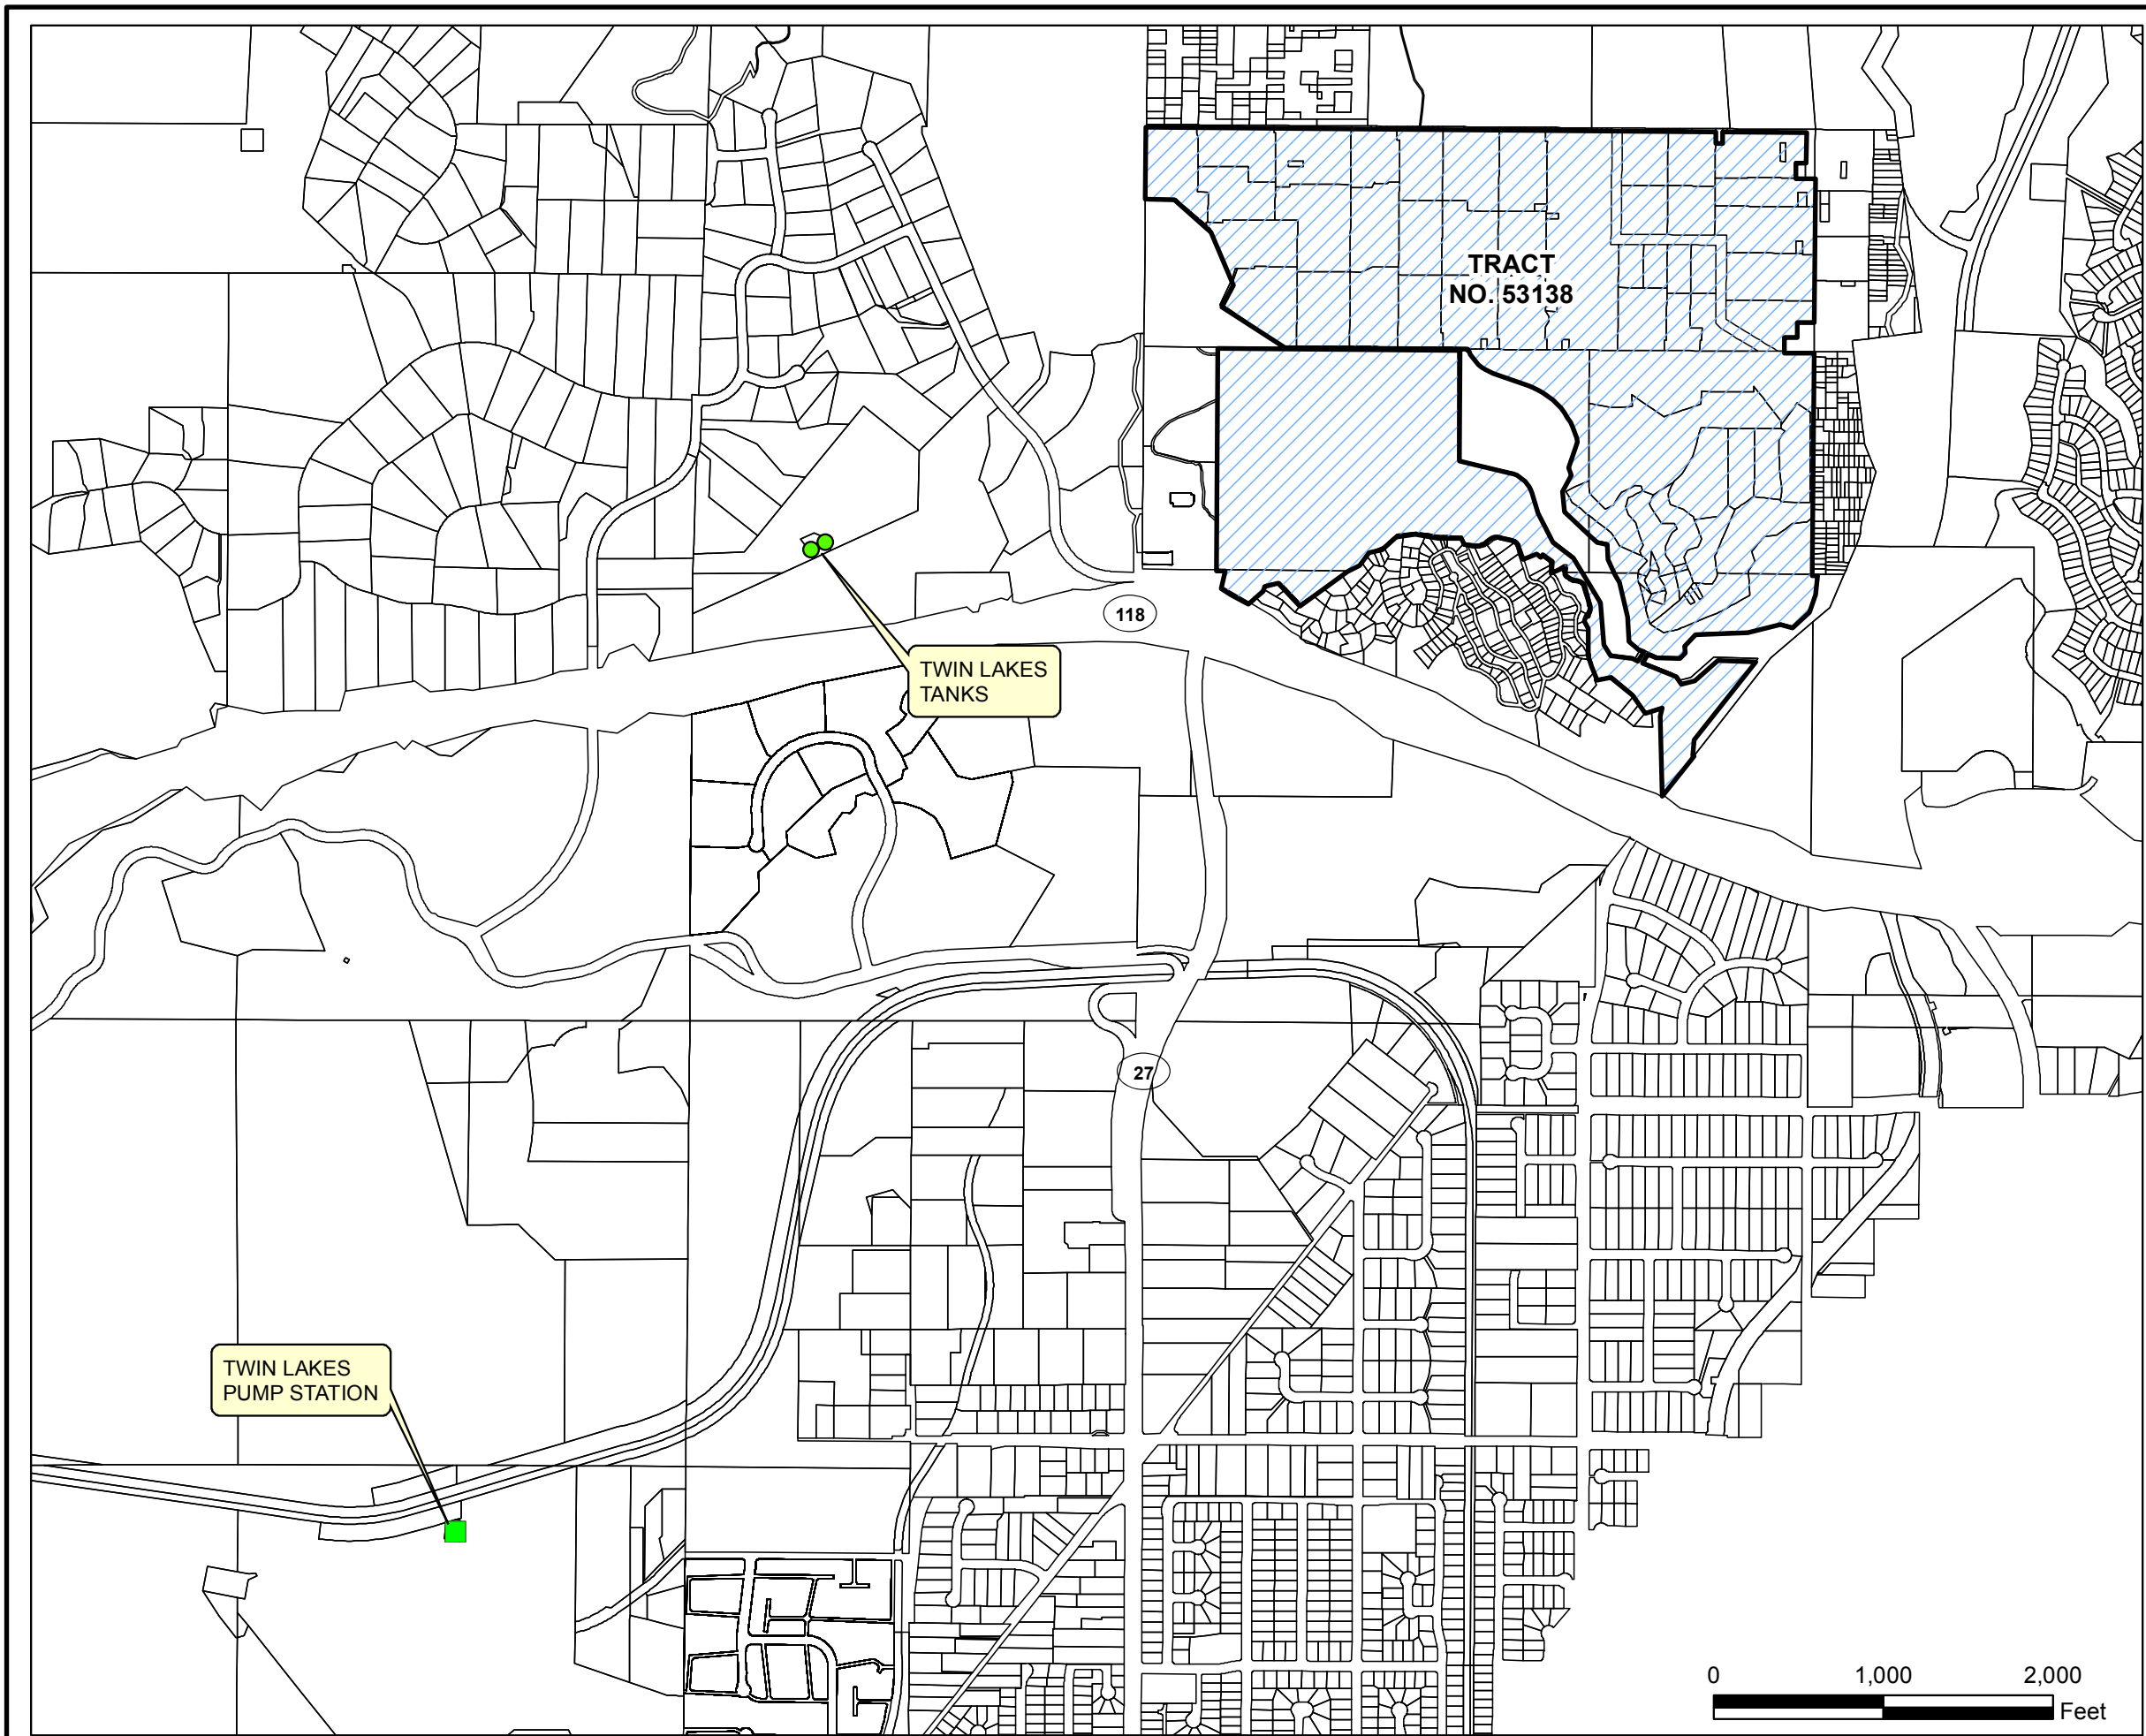 TRACT
NO. 53138
118
TWIN LAKES
TANKS
27
TWIN LAKES
PUMP STATION
0 1,000 2,000
Feet